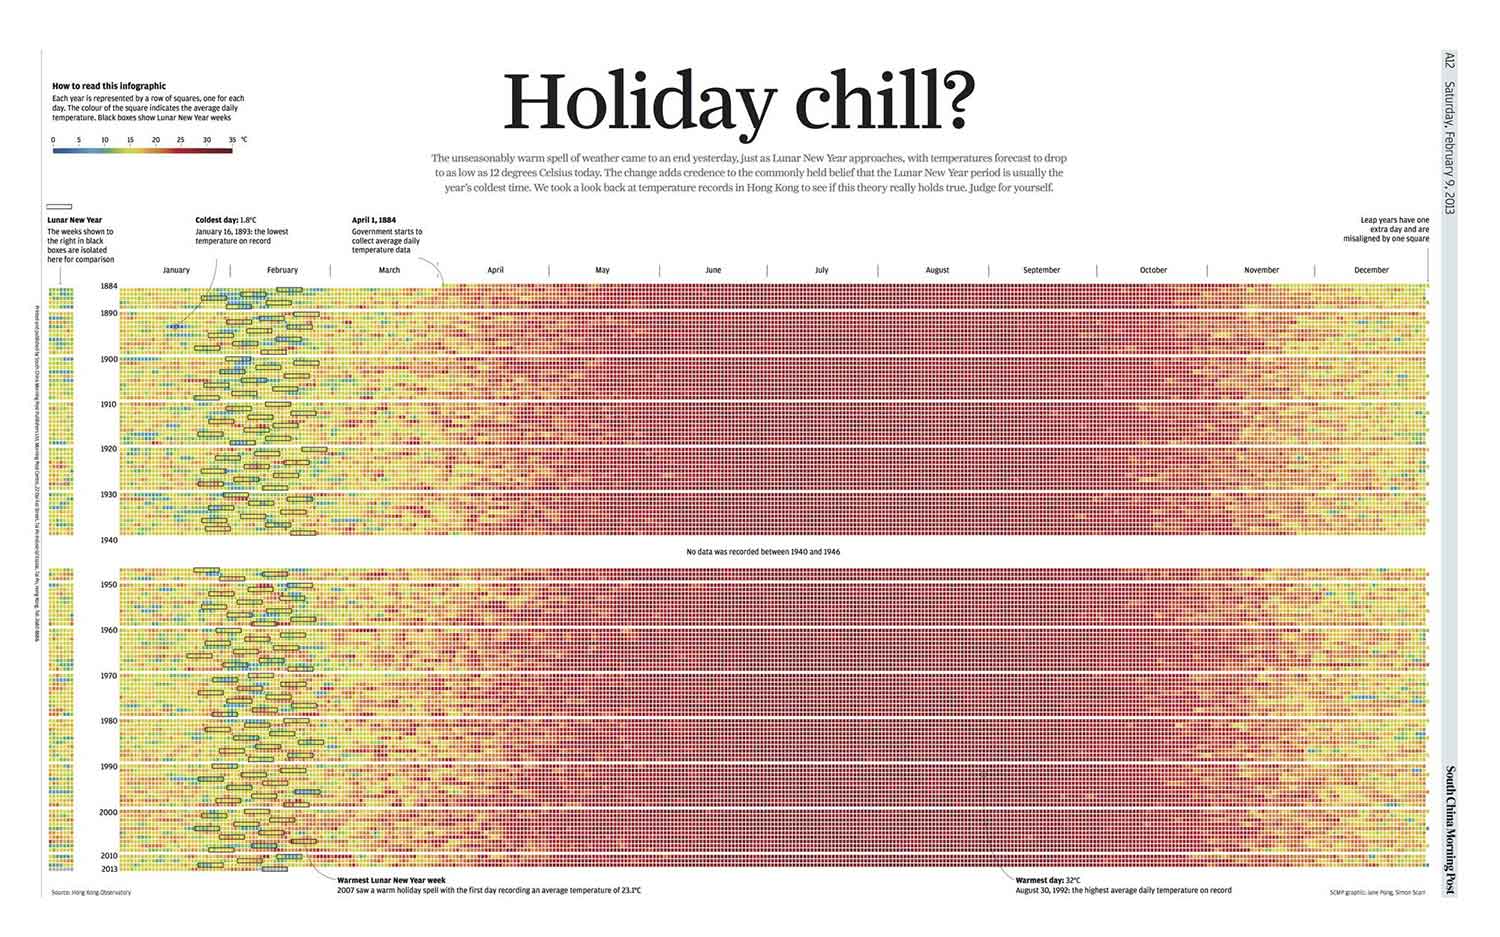 How to read this infographic
Each year is represented by a row of squares, one for each
day. The colour of the square indicates the average daily
temperature. Black boxes show Lunar New Year weeks
0 5 10 15 20 25 30 35 °C
Holiday chill?
The unseasonably warm spell of weather came to an end yesterday, just as Lunar New Year approaches, with temperatures forecast to drop
to as low as 12 degrees Celsius today. The change adds credence to the commonly held belief that the Lunar New Year period is usually the
year's coldest time. We took a look back at temperature records in Hong Kong to see if this theory really holds true. Judge for yourself.
A12 Saturday, February 9, 2013
Lunar New Year
The weeks shown to
the right in black
boxes are isolated
here for comparison
Coldest day: 1.8°C
January 16, 1893: the lowest
temperature on record
April 1, 1884
Government starts to
collect average daily
temperature data
Leap years have one
extra day and are
misaligned by one square
January February March April May June July August September October November December
1884
1890
1900
1910
1920
1930
1940
No data was recorded between 1940 and 1946
1950
1960
1970
1980
1990
2000
2010
2013
Warmest Lunar New Year week
2007 saw a warm holiday spell with the first day recording an average temperature of 23.1°C
Warmest day: 32°C
August 30, 1992: the highest average daily temperature on record
Source: Hong Kong Observatory
SCMP graphic: Jane Pong, Simon Scarr
South China Morning Post